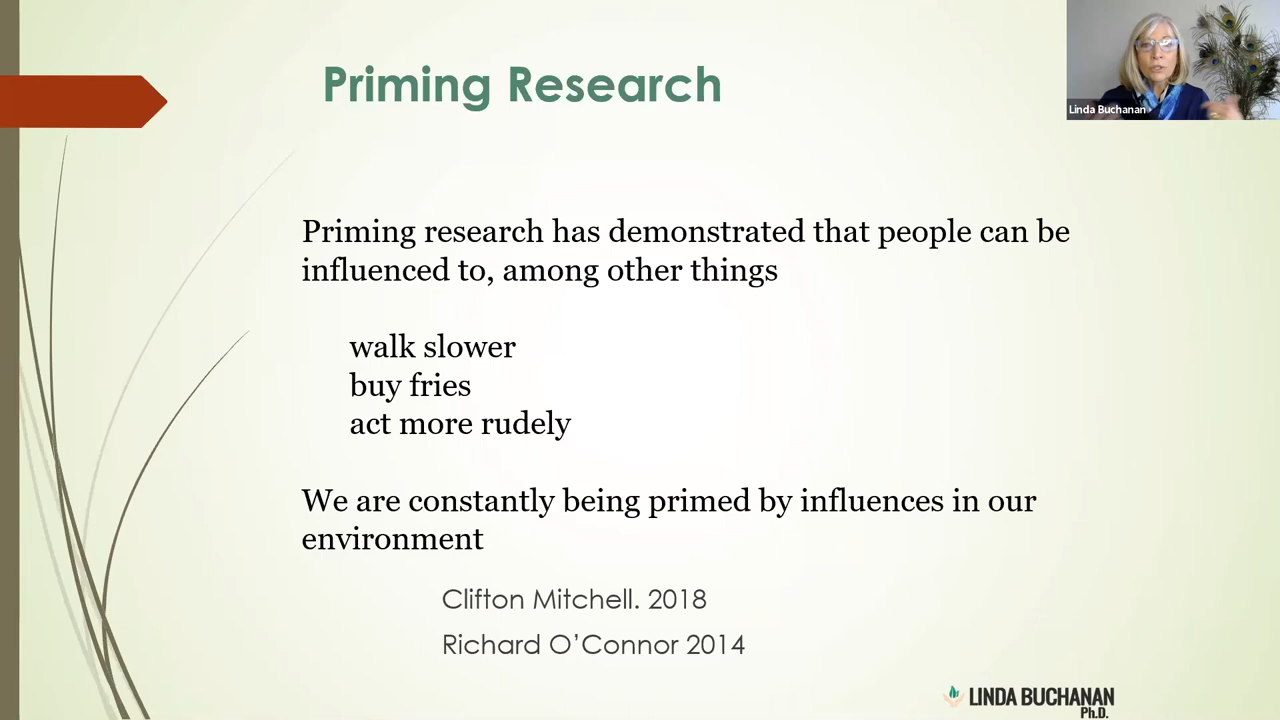 Priming Research
Linda Buchanan
Priming research has demonstrated that people can be
influenced to, among other things
walk slower
buy fries
act more rudely
We are constantly being primed by influences in our
environment
Clifton Mitchell. 2018
Richard O’Connor 2014
LINDA BUCHANAN
Ph.D.